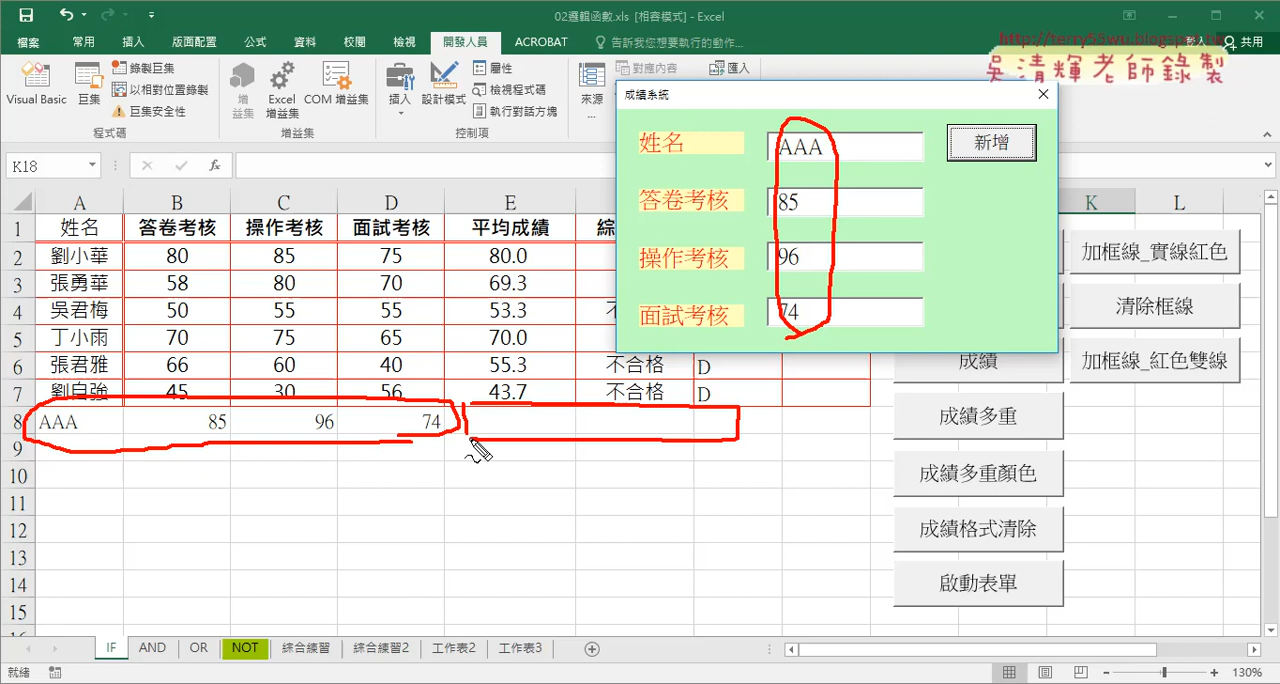 02邏輯函數.xls [相容模式] - Excel
檔案 常用 插入 版面配置 公式 資料 校閱 檢視 開發人員 ACROBAT 告訴我您想要執行的動作... 共用
http://terry55wu.blogspot.tw
吳清輝老師錄製
Visual Basic 巨集 錄製巨集 以相對位置錄製 巨集安全性 程式碼
增益集 Excel 增益集 COM 增益集 增益集
插入 設計模式 屬性 檢視程式碼 執行對話方塊 控制項
來源 ... 對應內容 匯入
K18 fx
成績系統
姓名 AAA 新增
答卷考核 85
操作考核 96
面試考核 74
A B C D E K L
1 姓名 答卷考核 操作考核 面試考核 平均成績 綜
2 劉小華 80 85 75 80.0
3 張勇華 58 80 70 69.3
4 吳君梅 50 55 55 53.3 不
5 丁小雨 70 75 65 70.0
6 張君雅 66 60 40 55.3 不合格 D
7 劉自強 45 30 56 43.7 不合格 D
8 AAA 85 96 74
9
10
11
12
13
14
15
加框線_實線紅色
清除框線
成績 加框線_紅色雙線
成績多重
成績多重顏色
成績格式清除
啟動表單
IF AND OR NOT 綜合練習 綜合練習2 工作表2 工作表3
就緒 130%